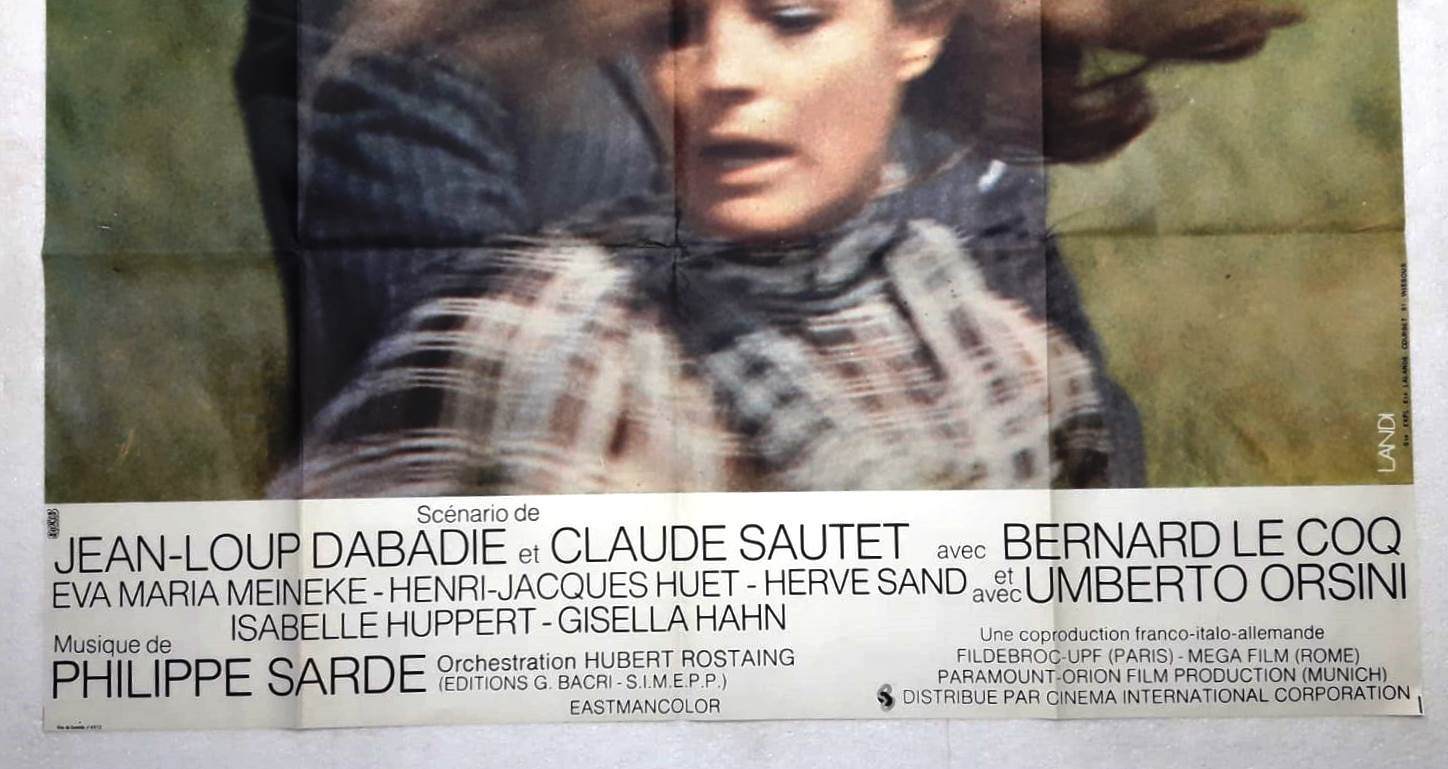 Scénario de
JEAN-LOUP DABADIE et CLAUDE SAUTET avec BERNARD LE COQ
EVA MARIA MEINEKE - HENRI-JACQUES HUET - HERVE SAND et avec UMBERTO ORSINI
ISABELLE HUPPERT - GISELLA HAHN
Musique de
PHILIPPE SARDE Orchestration HUBERT ROSTAING
(EDITIONS G. BACRI - S.I.M.E.P.P.)
EASTMANCOLOR
Une coproduction franco-italo-allemande
FILDEBROC-UPF (PARIS) - MEGA FILM (ROME)
PARAMOUNT-ORION FILM PRODUCTION (MUNICH)
DISTRIBUE PAR CINEMA INTERNATIONAL CORPORATION
LANDI
LALANDE COURBET